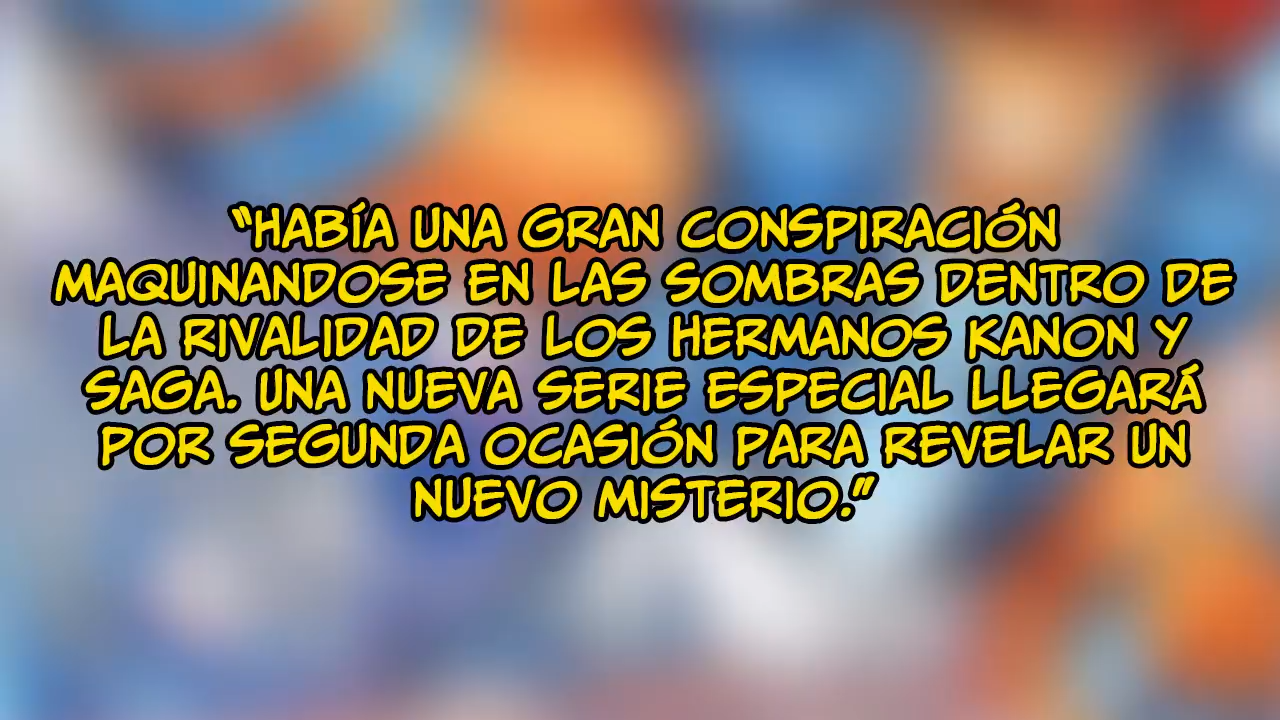 “HABÍA UNA GRAN CONSPIRACIÓN
MAQUINANDOSE EN LAS SOMBRAS DENTRO DE
LA RIVALIDAD DE LOS HERMANOS KANON Y
SAGA. UNA NUEVA SERIE ESPECIAL LLEGARÁ
POR SEGUNDA OCASIÓN PARA REVELAR UN
NUEVO MISTERIO.”